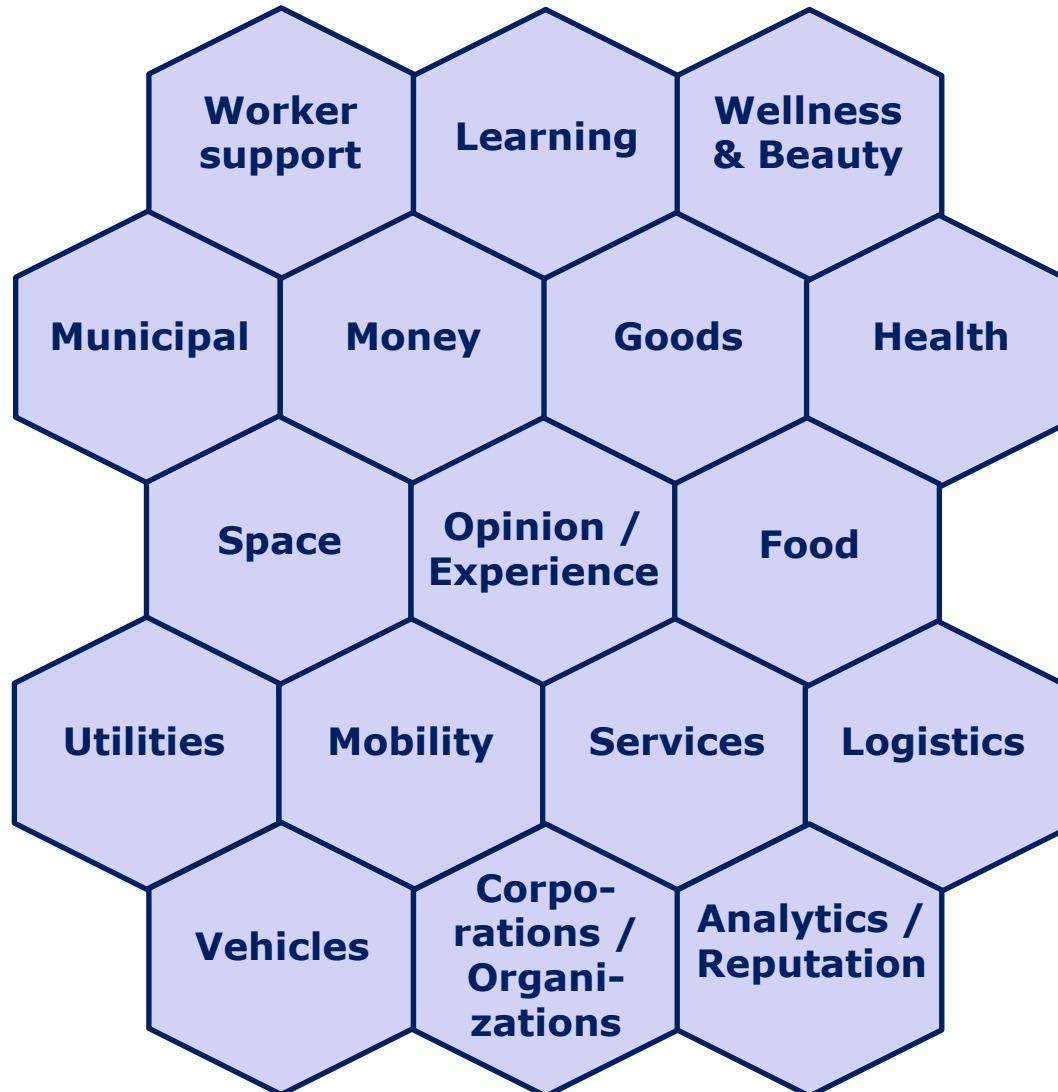 Worker
support
Learning
Wellness
& Beauty
Municipal
Money
Goods
Health
Space
Opinion /
Experience
Food
Utilities
Mobility
Services
Logistics
Vehicles
Corpo-
rations /
Organi-
zations
Analytics /
Reputation